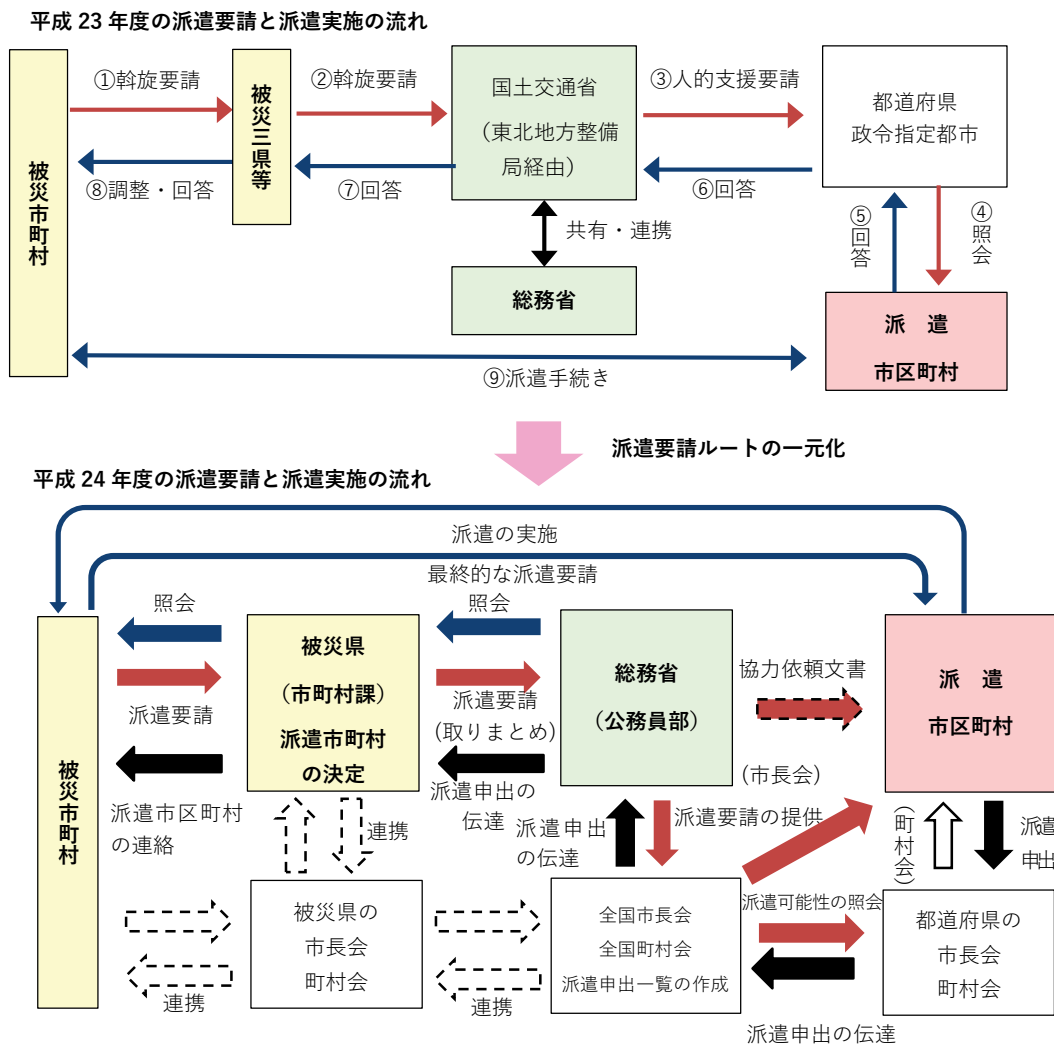 平成 23 年度の派遣要請と派遣実施の流れ
被災市町村
①斡旋要請
⑧調整・回答
被災三県等
②斡旋要請
⑦回答
国土交通省
（東北地方整備
局経由）
共有・連携
総務省
③人的支援要請
⑥回答
都道府県
政令指定都市
⑤回答
④照会
派　遣
市区町村
⑨派遣手続き
派遣要請ルートの一元化
平成 24 年度の派遣要請と派遣実施の流れ
派遣の実施
最終的な派遣要請
被災市町村
照会
派遣要請
派遣市区町村
の連絡
被災県
（市町村課）
派遣市町村
の決定
照会
派遣要請
(取りまとめ)
派遣申出の
伝達
総務省
（公務員部）
協力依頼文書
派　遣
市区町村
(市長会)
連携
派遣申出
の伝達
派遣要請の提供
(町村会)
派遣
申出
連携
被災県の
市長会
町村会
連携
全国市長会
全国町村会
派遣申出一覧の作成
派遣可能性の照会
派遣申出の伝達
都道府県の
市長会
町村会